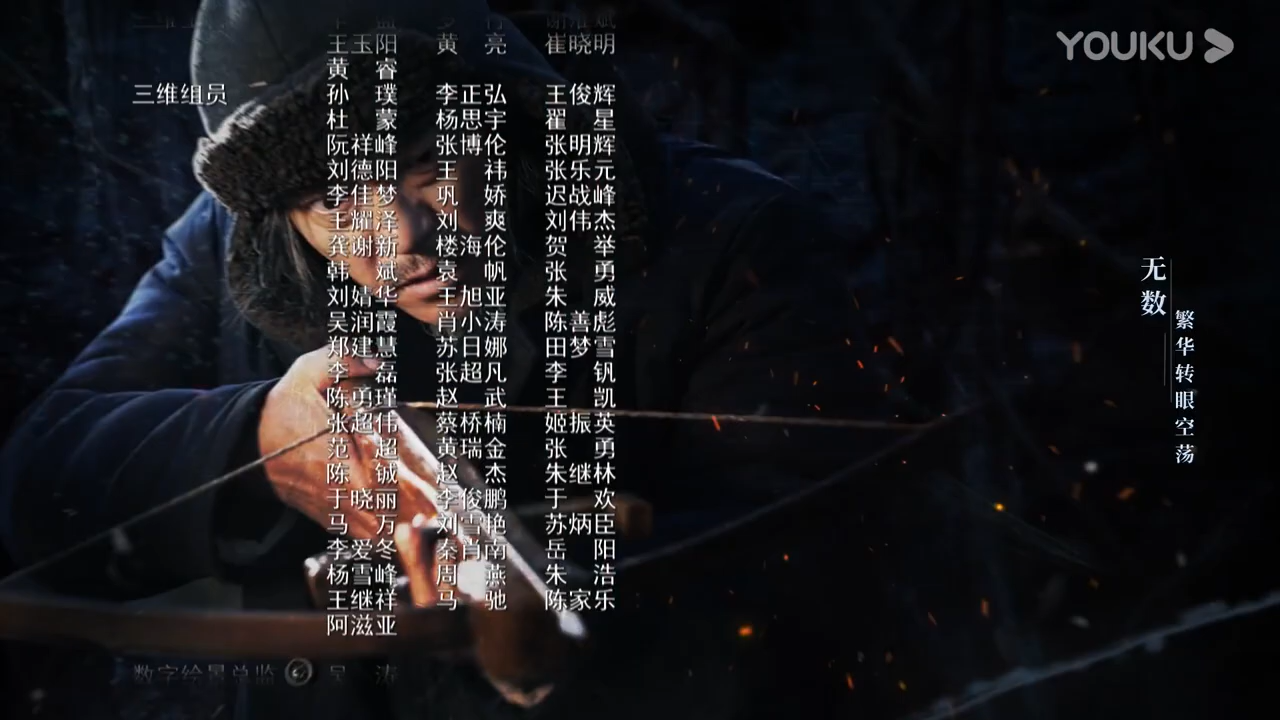 YOUKU
王玉阳 黄亮 崔晓明
黄睿
三维组员 孙璞 李正弘 王俊辉
杜蒙 杨思宇 翟星
阮祥峰 张博伦 张明辉
刘德阳 王祎 张乐元
李佳梦 巩娇 迟战峰
王耀泽 刘爽 刘伟杰
龚谢新 楼海伦 贺举
韩斌 袁帆 张勇
刘婧华 王旭亚 朱威
吴润霞 肖小涛 陈善彪
郑建慧 苏日娜 田梦雪
李磊 张超凡 李钒
陈勇瑾 赵武 王凯
张超伟 蔡桥楠 姬振英
范超 黄瑞金 张勇
陈铖 赵杰 朱继林
于晓丽 李俊鹏 于欢
马万 刘雪艳 苏炳臣
李爱冬 秦肖南 岳阳
杨雪峰 周燕 朱浩
王继祥 马驰 陈家乐
阿滋亚
数字绘景总监 吴涛
无数
繁华转眼空荡